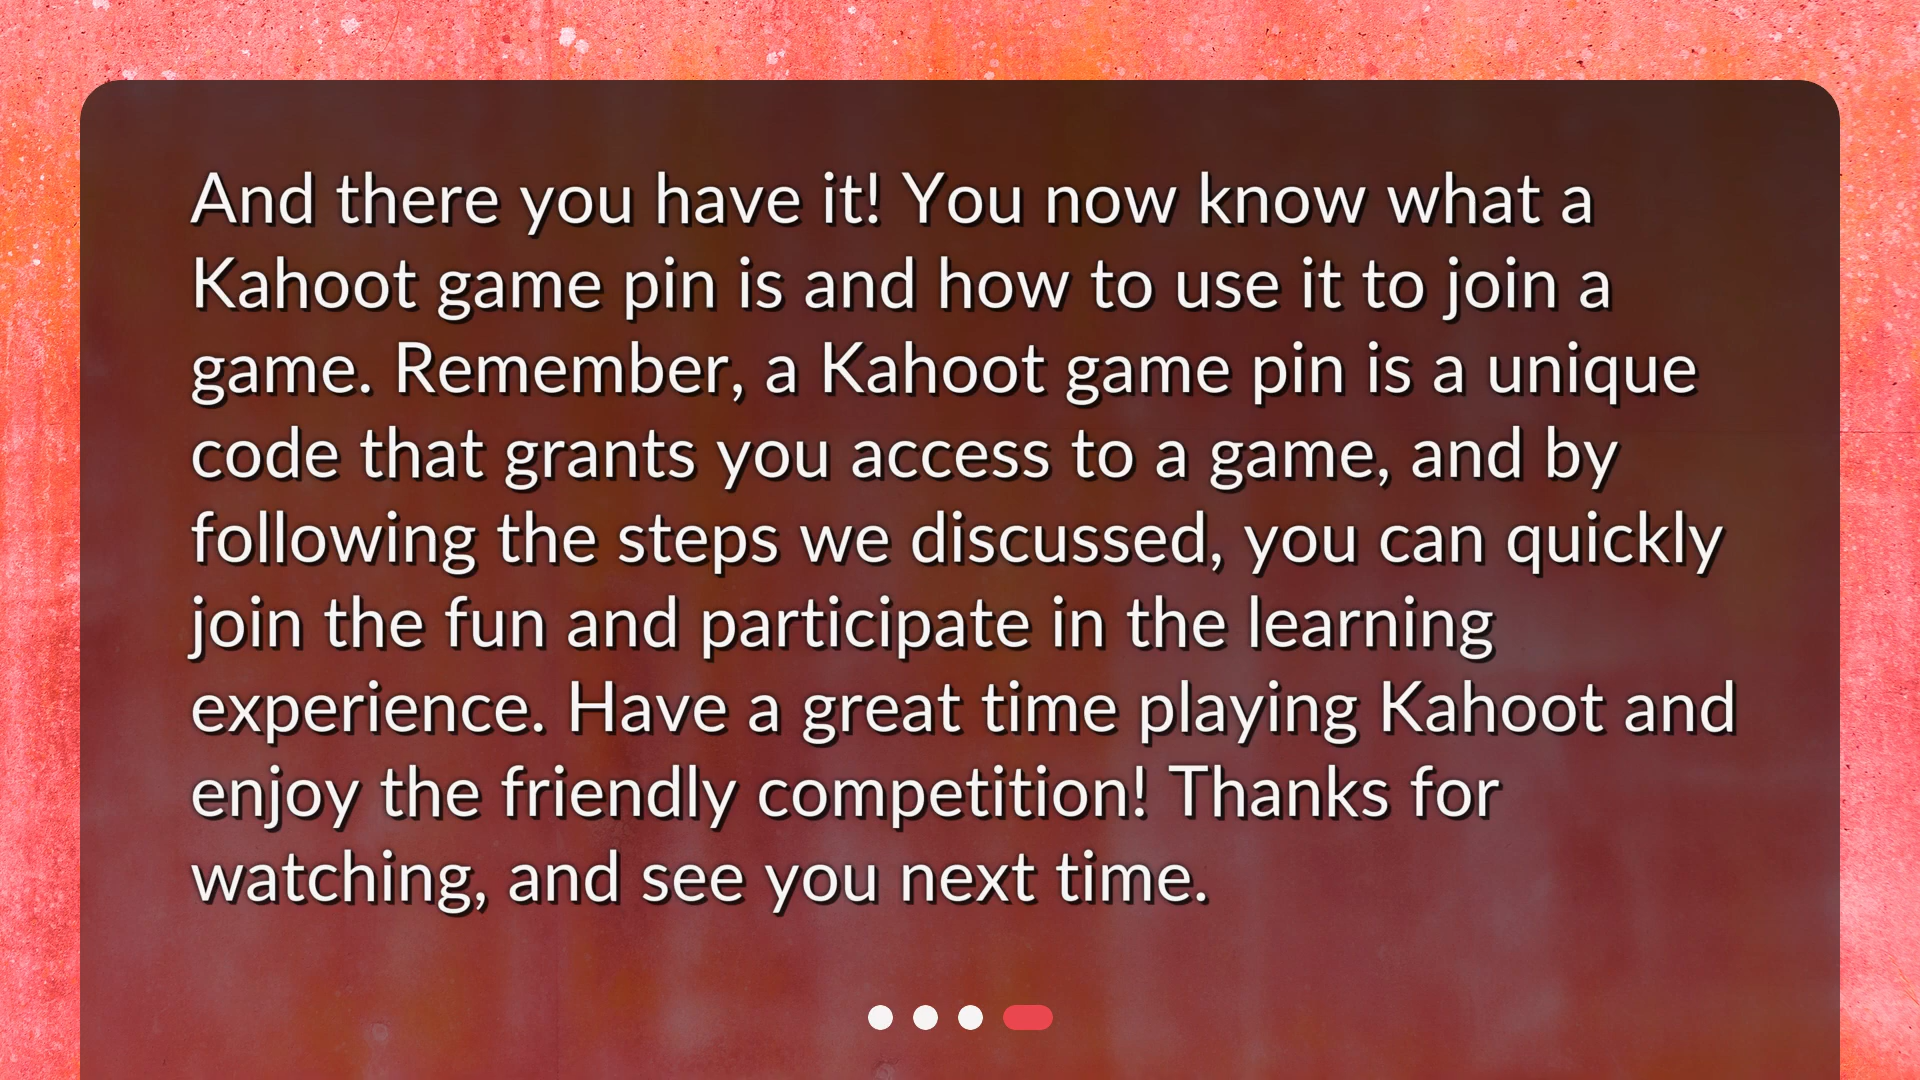 And there you have it! You now know what a
Kahoot game pin is and how to use it to join a
game. Remember, a Kahoot game pin is a unique
code that grants you access to a game, and by
following the steps we discussed, you can quickly
join the fun and participate in the learning
experience. Have a great time playing Kahoot and
enjoy the friendly competition! Thanks for
watching, and see you next time.